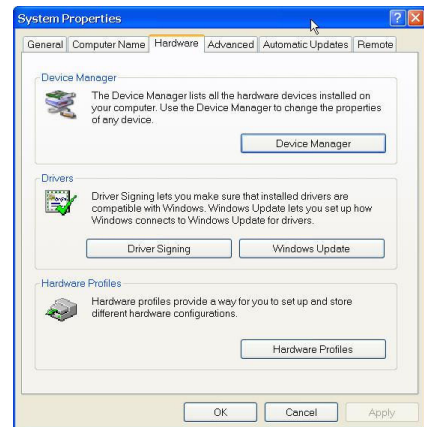 System Properties
General Computer Name Hardware Advanced Automatic Updates Remote
Device Manager
The Device Manager lists all the hardware devices installed on
your computer. Use the Device Manager to change the properties
of any device.
Device Manager
Drivers
Driver Signing lets you make sure that installed drivers are
compatible with Windows. Windows Update lets you set up how
Windows connects to Windows Update for drivers.
Driver Signing Windows Update
Hardware Profiles
Hardware profiles provide a way for you to set up and store
different hardware configurations.
Hardware Profiles
OK Cancel Apply